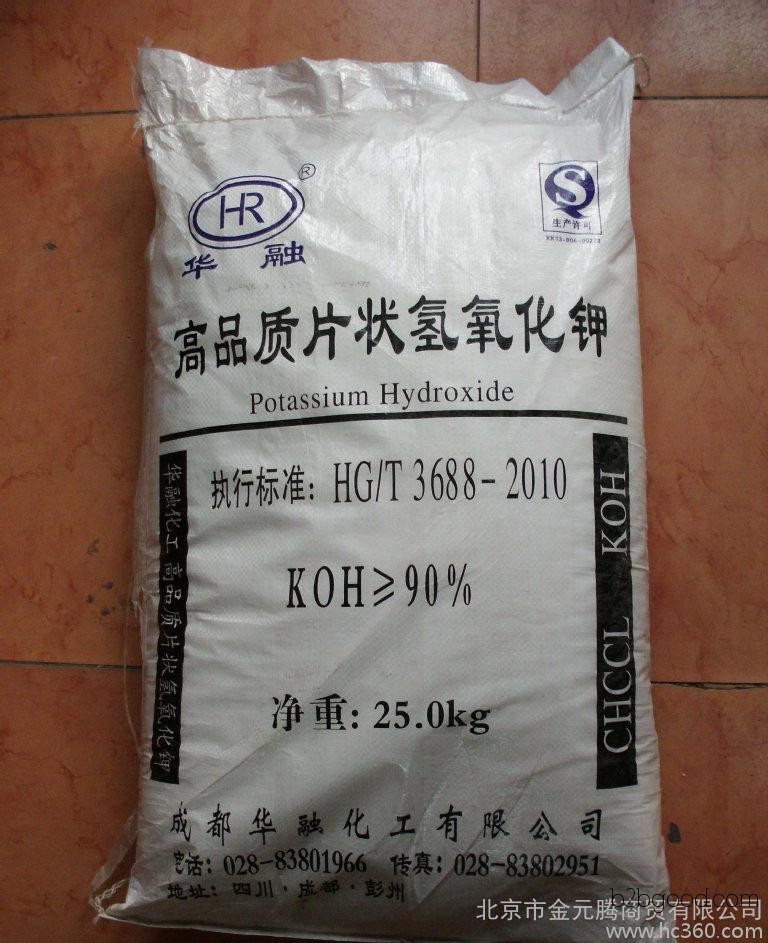 HR ®
华融
生产许可
高品质片状氢氧化钾
Potassium Hydroxide
执行标准: HG/T 3688-2010
KOH≥90%
净重: 25.0kg
华融化工 高品质片状氢氧化钾
CHCCL KOH
成都华融化工有限公司
电话: 028-83801966 传真: 028-83802951
地址: 四川·成都·彭州
b2bgood.com
北京市金元腾商贸有限公司
www.hc360.com